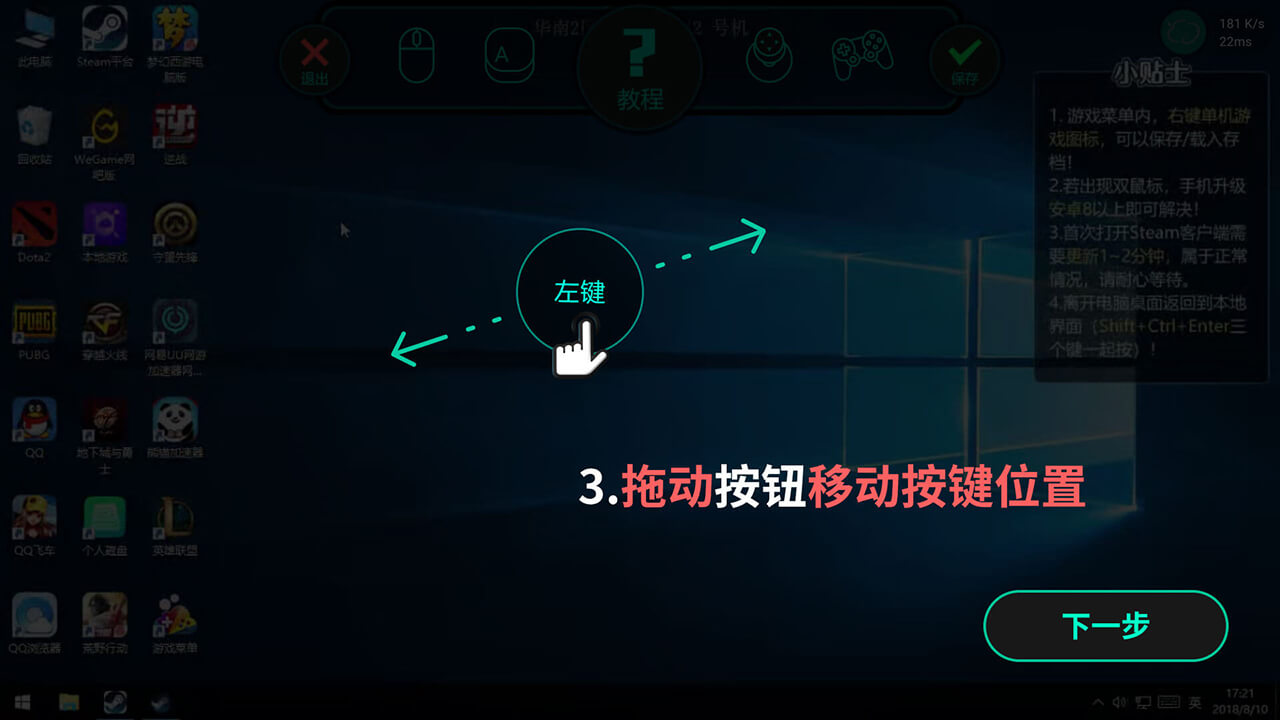 华南2
号机
181 K/s
22ms
退出
A
?
教程
保存
小贴士
1. 游戏菜单内，右键单机游
戏图标，可以保存/载入存
档！
2.若出现双鼠标，手机升级
安卓8以上即可解决！
3.首次打开Steam客户端需
要更新1~2分钟，属于正常
情况，请耐心等待。
4.离开电脑桌面返回到本地
界面（Shift+Ctrl+Enter三
个键一起按）！
此电脑
Steam平台
梦幻西游电
脑版
回收站
WeGame网
吧版
逆战
Dota2
本地游戏
守望先锋
PUBG
穿越火线
网易UU网游
加速器网...
QQ
地下城与勇
士
熊猫加速器
QQ飞车
个人磁盘
英雄联盟
QQ浏览器
荒野行动
游戏菜单
左键
3.拖动按钮移动按键位置
下一步
英
17:21
2018/8/10